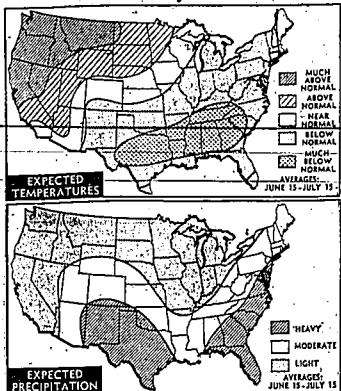 MUCH
ABOVE
NORMAL
ABOVE
NORMAL
NEAR
NORMAL
BELOW
NORMAL
MUCH
BELOW
NORMAL
AVERAGES:
JUNE 15-JULY 15
EXPECTED
TEMPERATURES
HEAVY
MODERATE
LIGHT
AVERAGES:
JUNE 15-JULY 15
EXPECTED
PRECIPITATION